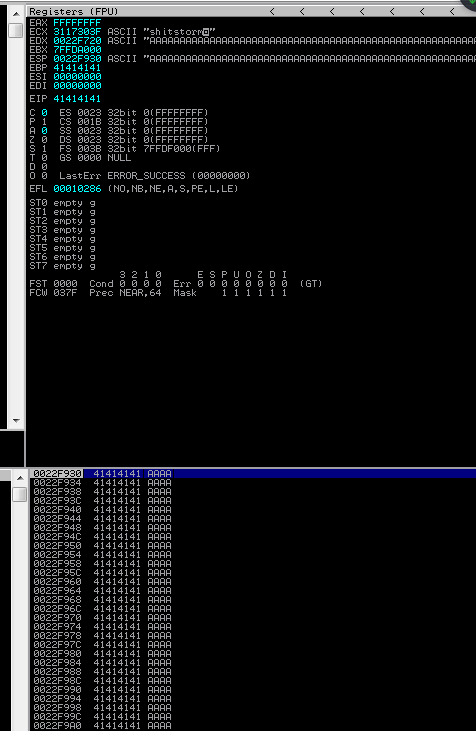 Registers (FPU) < < < < < < <
EAX FFFFFFFF
ECX 3117303F ASCII "shitstorm◘"
EDX 0022F720 ASCII "AAAAAAAAAAAAAAAAAAAAAAAAAAAAAAAAAAAAAAAAAAAAAAAAAAAAAA
EBX 7FFDA000
ESP 0022F930 ASCII "AAAAAAAAAAAAAAAAAAAAAAAAAAAAAAAAAAAAAAAAAAAAAAAAAAAAAA
EBP 41414141
ESI 00000000
EDI 00000000
EIP 41414141
C 0 ES 0023 32bit 0(FFFFFFFF)
P 1 CS 001B 32bit 0(FFFFFFFF)
A 0 SS 0023 32bit 0(FFFFFFFF)
Z 0 DS 0023 32bit 0(FFFFFFFF)
S 1 FS 003B 32bit 7FFDF000(FFF)
T 0 GS 0000 NULL
D 0
O 0 LastErr ERROR_SUCCESS (00000000)
EFL 00010286 (NO,NB,NE,A,S,PE,L,LE)
ST0 empty g
ST1 empty g
ST2 empty g
ST3 empty g
ST4 empty g
ST5 empty g
ST6 empty g
ST7 empty g
3 2 1 0 E S P U O Z D I
FST 0000 Cond 0 0 0 0 Err 0 0 0 0 0 0 0 0 (GT)
FCW 037F Prec NEAR,64 Mask 1 1 1 1 1 1
0022F930 41414141 AAAA
0022F934 41414141 AAAA
0022F938 41414141 AAAA
0022F93C 41414141 AAAA
0022F940 41414141 AAAA
0022F944 41414141 AAAA
0022F948 41414141 AAAA
0022F94C 41414141 AAAA
0022F950 41414141 AAAA
0022F954 41414141 AAAA
0022F958 41414141 AAAA
0022F95C 41414141 AAAA
0022F960 41414141 AAAA
0022F964 41414141 AAAA
0022F968 41414141 AAAA
0022F96C 41414141 AAAA
0022F970 41414141 AAAA
0022F974 41414141 AAAA
0022F978 41414141 AAAA
0022F97C 41414141 AAAA
0022F980 41414141 AAAA
0022F984 41414141 AAAA
0022F988 41414141 AAAA
0022F98C 41414141 AAAA
0022F990 41414141 AAAA
0022F994 41414141 AAAA
0022F998 41414141 AAAA
0022F99C 41414141 AAAA
0022F9A0 41414141 AAAA